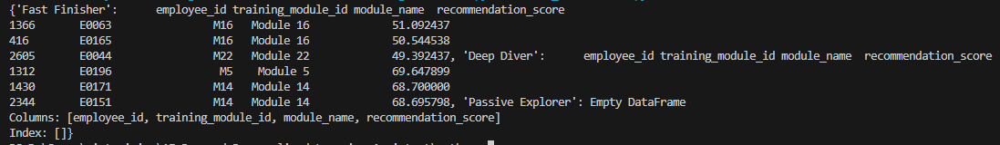 {'Fast Finisher':      employee_id training_module_id module_name  recommendation_score
1366       E0063                M16   Module 16             51.092437
416        E0165                M16   Module 16             50.544538
2605       E0044                M22   Module 22             49.392437, 'Deep Diver':      employee_id training_module_id module_name  recommendation_score
1312       E0196                 M5    Module 5             69.647899
1430       E0171                M14   Module 14             68.700000
2344       E0151                M14   Module 14             68.695798, 'Passive Explorer': Empty DataFrame
Columns: [employee_id, training_module_id, module_name, recommendation_score]
Index: []}